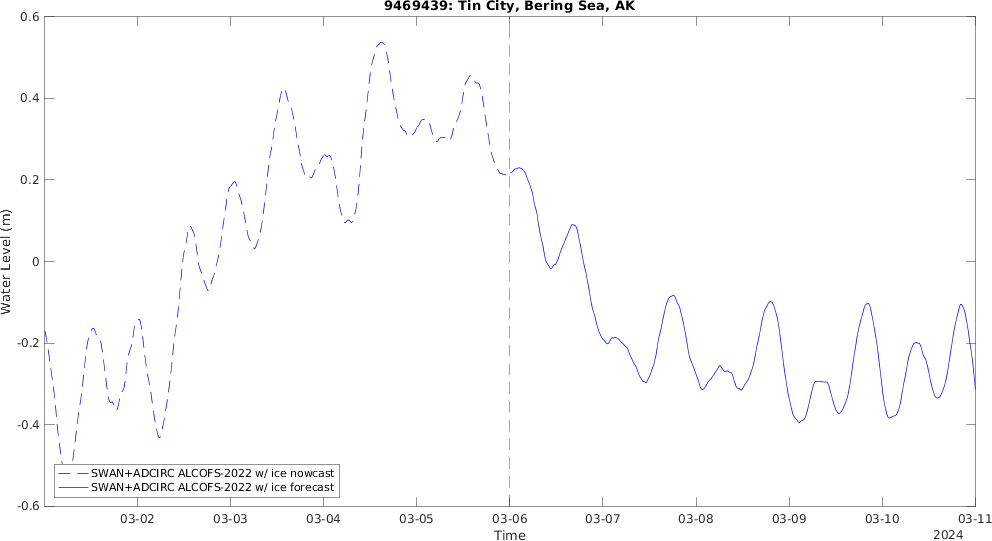 9469439: Tin City, Bering Sea, AK
0.6
0.4
0.2
0
-0.2
-0.4
-0.6
Water Level (m)
SWAN+ADCIRC ALCOFS-2022 w/ ice nowcast
SWAN+ADCIRC ALCOFS-2022 w/ ice forecast
03-02 03-03 03-04 03-05 03-06 03-07 03-08 03-09 03-10 03-11
Time
2024